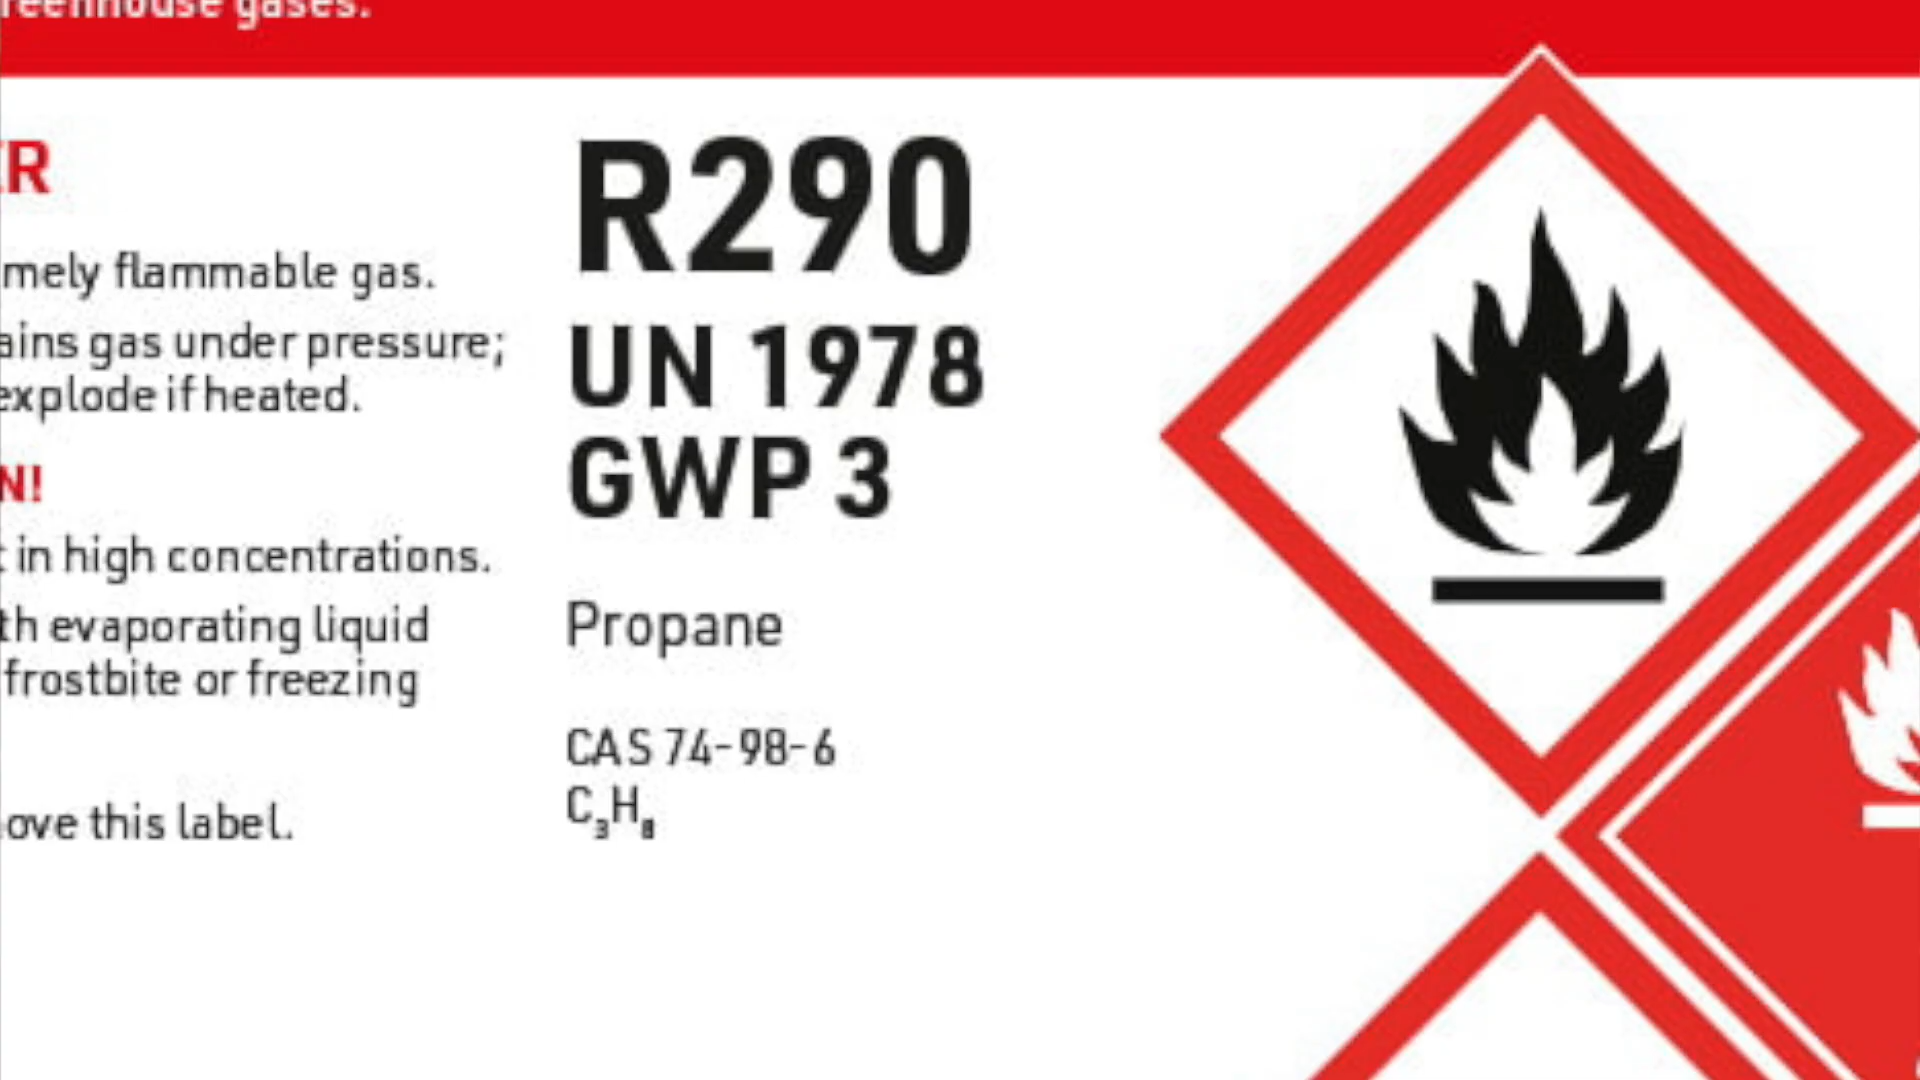 reenhouse gases.
ER
mely flammable gas.
ains gas under pressure;
explode if heated.
N!
t in high concentrations.
th evaporating liquid
frostbite or freezing
ove this label.
R290
UN 1978
GWP 3
Propane
CAS 74-98-6
C₃H₈